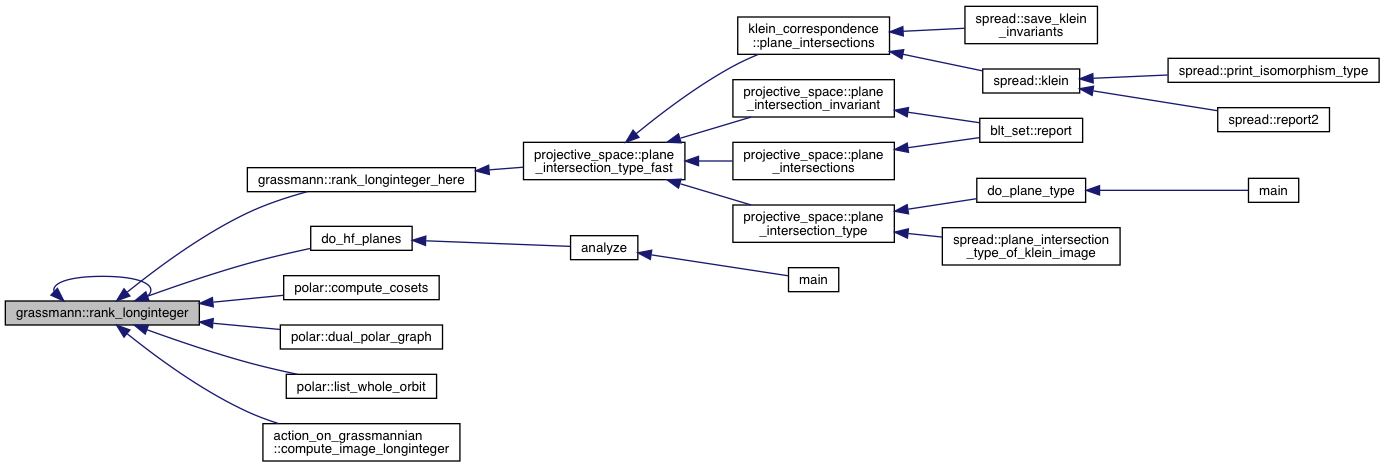 klein_correspondence
::plane_intersections
spread::save_klein
_invariants
spread::klein
spread::print_isomorphism_type
spread::report2
projective_space::plane
_intersection_invariant
blt_set::report
projective_space::plane
_intersection_type_fast
projective_space::plane
_intersections
grassmann::rank_longinteger_here
do_plane_type
main
projective_space::plane
_intersection_type
spread::plane_intersection
_type_of_klein_image
do_hf_planes
analyze
main
polar::compute_cosets
grassmann::rank_longinteger
polar::dual_polar_graph
polar::list_whole_orbit
action_on_grassmannian
::compute_image_longinteger